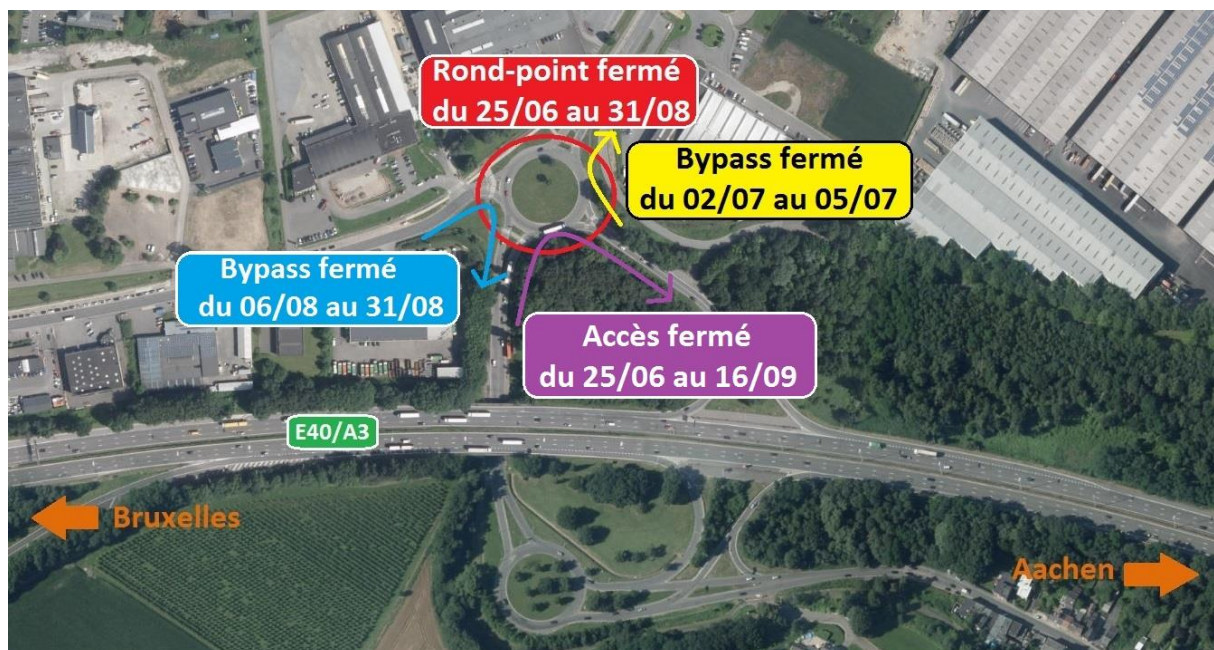 Rond-point fermé
du 25/06 au 31/08
Bypass fermé
du 02/07 au 05/07
Bypass fermé
du 06/08 au 31/08
Accès fermé
du 25/06 au 16/09
E40/A3
Bruxelles
Aachen